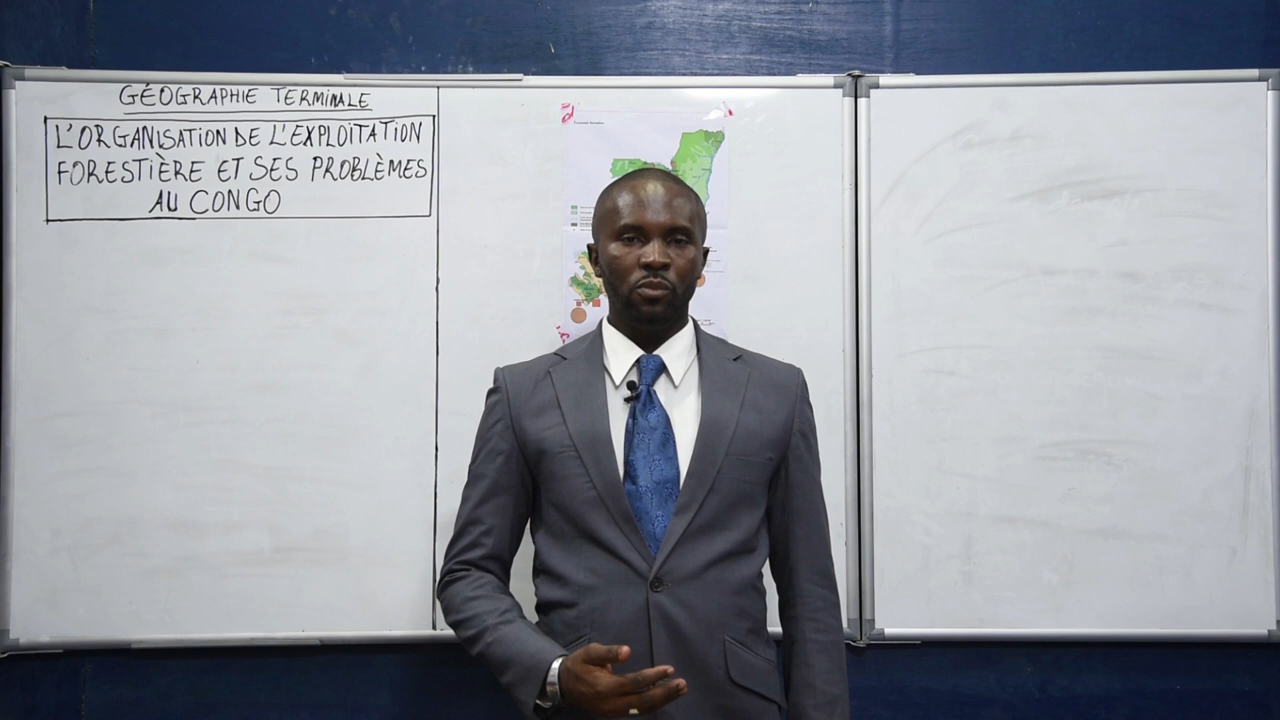 GÉOGRAPHIE TERMINALE
L'ORGANISATION DE L'EXPLOITATION
FORESTIÈRE ET SES PROBLÈMES
AU CONGO